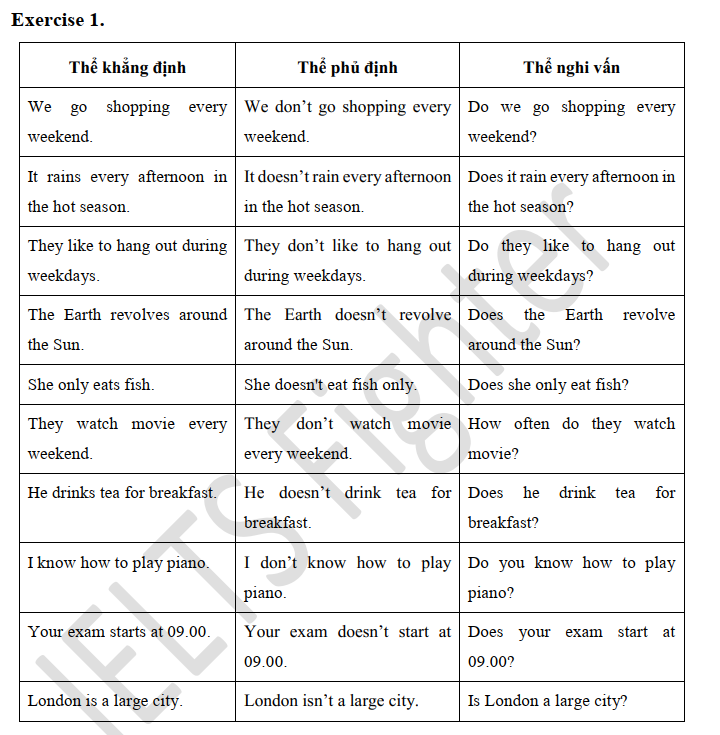 Exercise 1.
Thể khẳng định Thể phủ định Thể nghi vấn
We go shopping every We don’t go shopping every Do we go shopping every
weekend. weekend. weekend?
It rains every afternoon in It doesn’t rain every afternoon Does it rain every afternoon in
the hot season. in the hot season. the hot season?
They like to hang out during They don’t like to hang out Do they like to hang out
weekdays. during weekdays. during weekdays?
The Earth revolves around The Earth doesn’t revolve Does the Earth revolve
the Sun. around the Sun. around the Sun?
She only eats fish. She doesn't eat fish only. Does she only eat fish?
They watch movie every They don’t watch movie How often do they watch
weekend. every weekend. movie?
He drinks tea for breakfast. He doesn’t drink tea for Does he drink tea for
breakfast. breakfast?
I know how to play piano. I don’t know how to play Do you know how to play
piano. piano?
Your exam starts at 09.00. Your exam doesn’t start at Does your exam start at
09.00. 09.00?
London is a large city. London isn’t a large city. Is London a large city?
IELTS Fighter